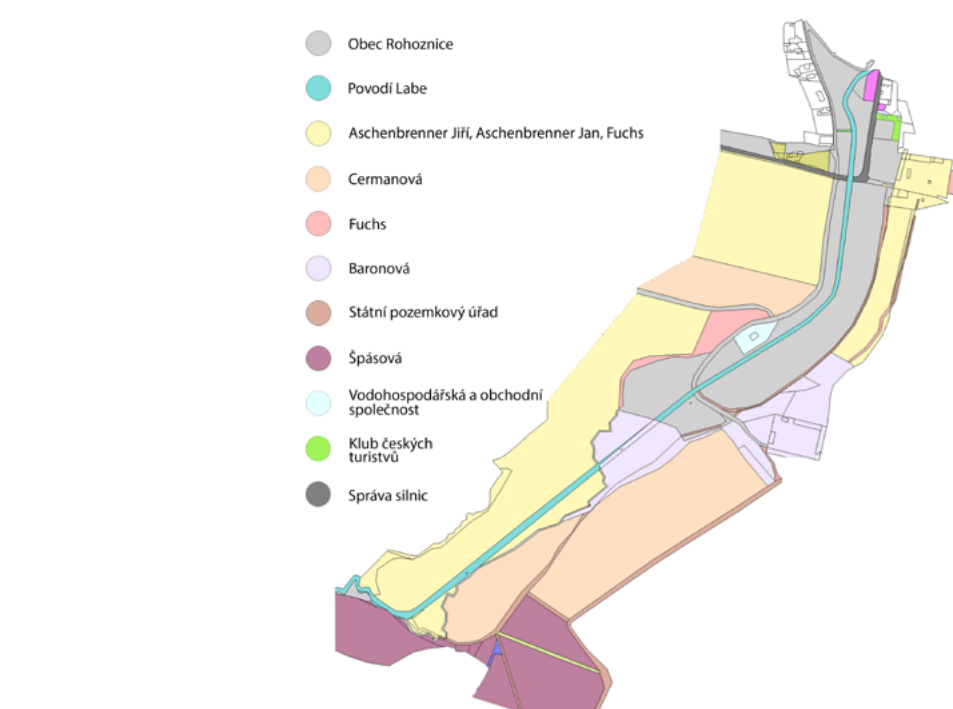 Obec Rohoznice
Povodí Labe
Aschenbrenner Jiří, Aschenbrenner Jan, Fuchs
Cermanová
Fuchs
Baronová
Státní pozemkový úřad
Špásová
Vodohospodářská a obchodní
společnost
Klub českých
turistvů
Správa silnic